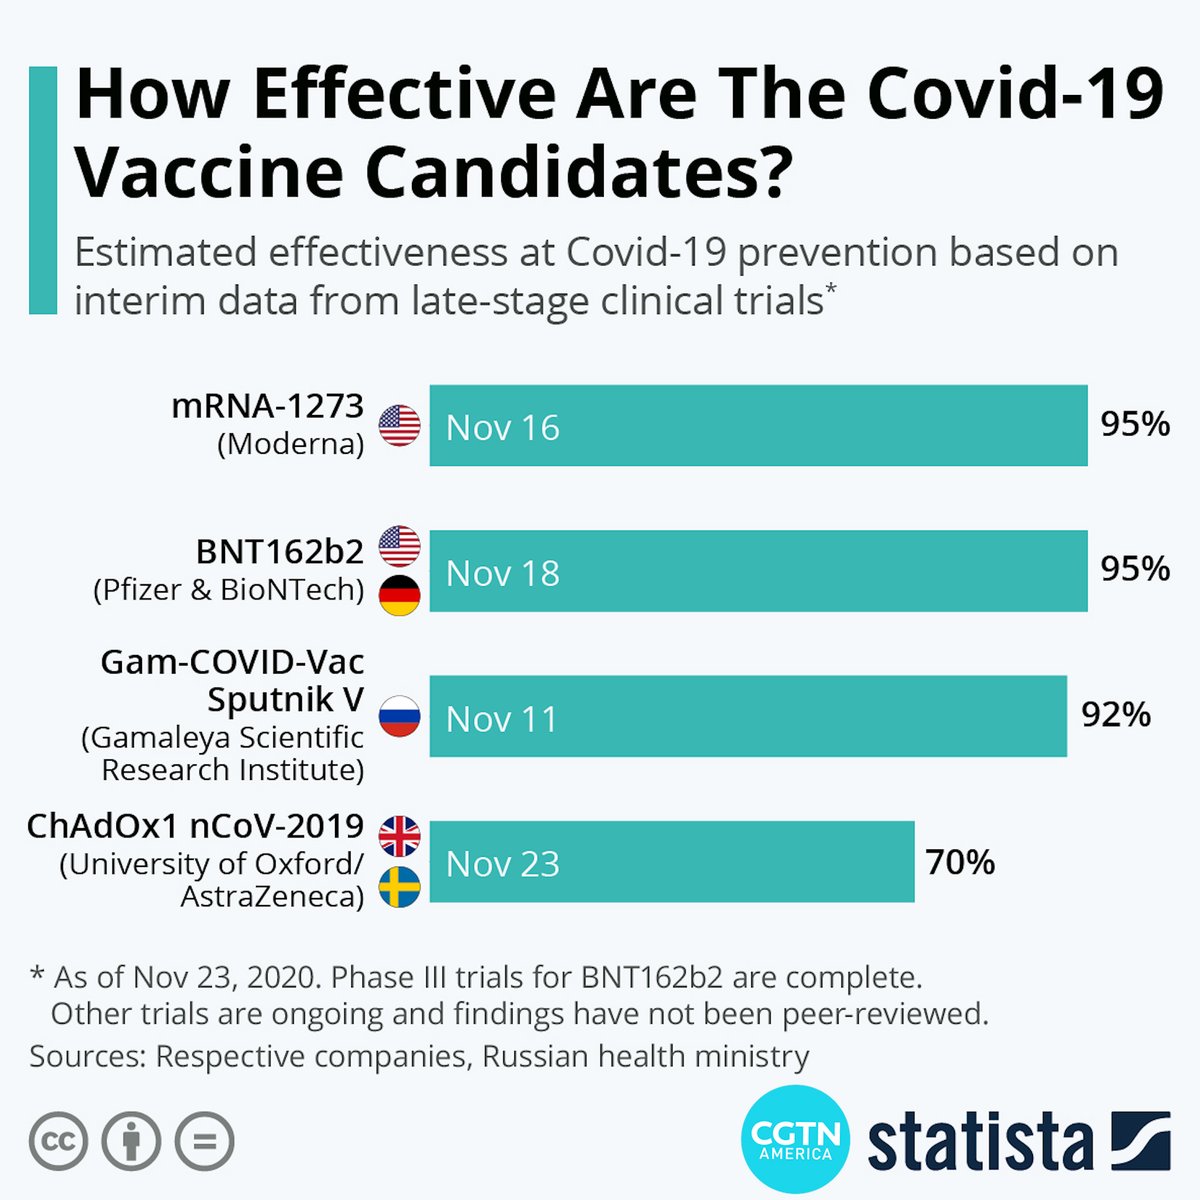 How Effective Are The Covid-19
Vaccine Candidates?
Estimated effectiveness at Covid-19 prevention based on
interim data from late-stage clinical trials*
mRNA-1273
(Moderna)
Nov 16
95%
BNT162b2
(Pfizer & BioNTech)
Nov 18
95%
Gam-COVID-Vac
Sputnik V
(Gamaleya Scientific
Research Institute)
Nov 11
92%
ChAdOx1 nCoV-2019
(University of Oxford/
AstraZeneca)
Nov 23
70%
* As of Nov 23, 2020. Phase III trials for BNT162b2 are complete.
Other trials are ongoing and findings have not been peer-reviewed.
Sources: Respective companies, Russian health ministry
cc
CGTN
AMERICA
statista